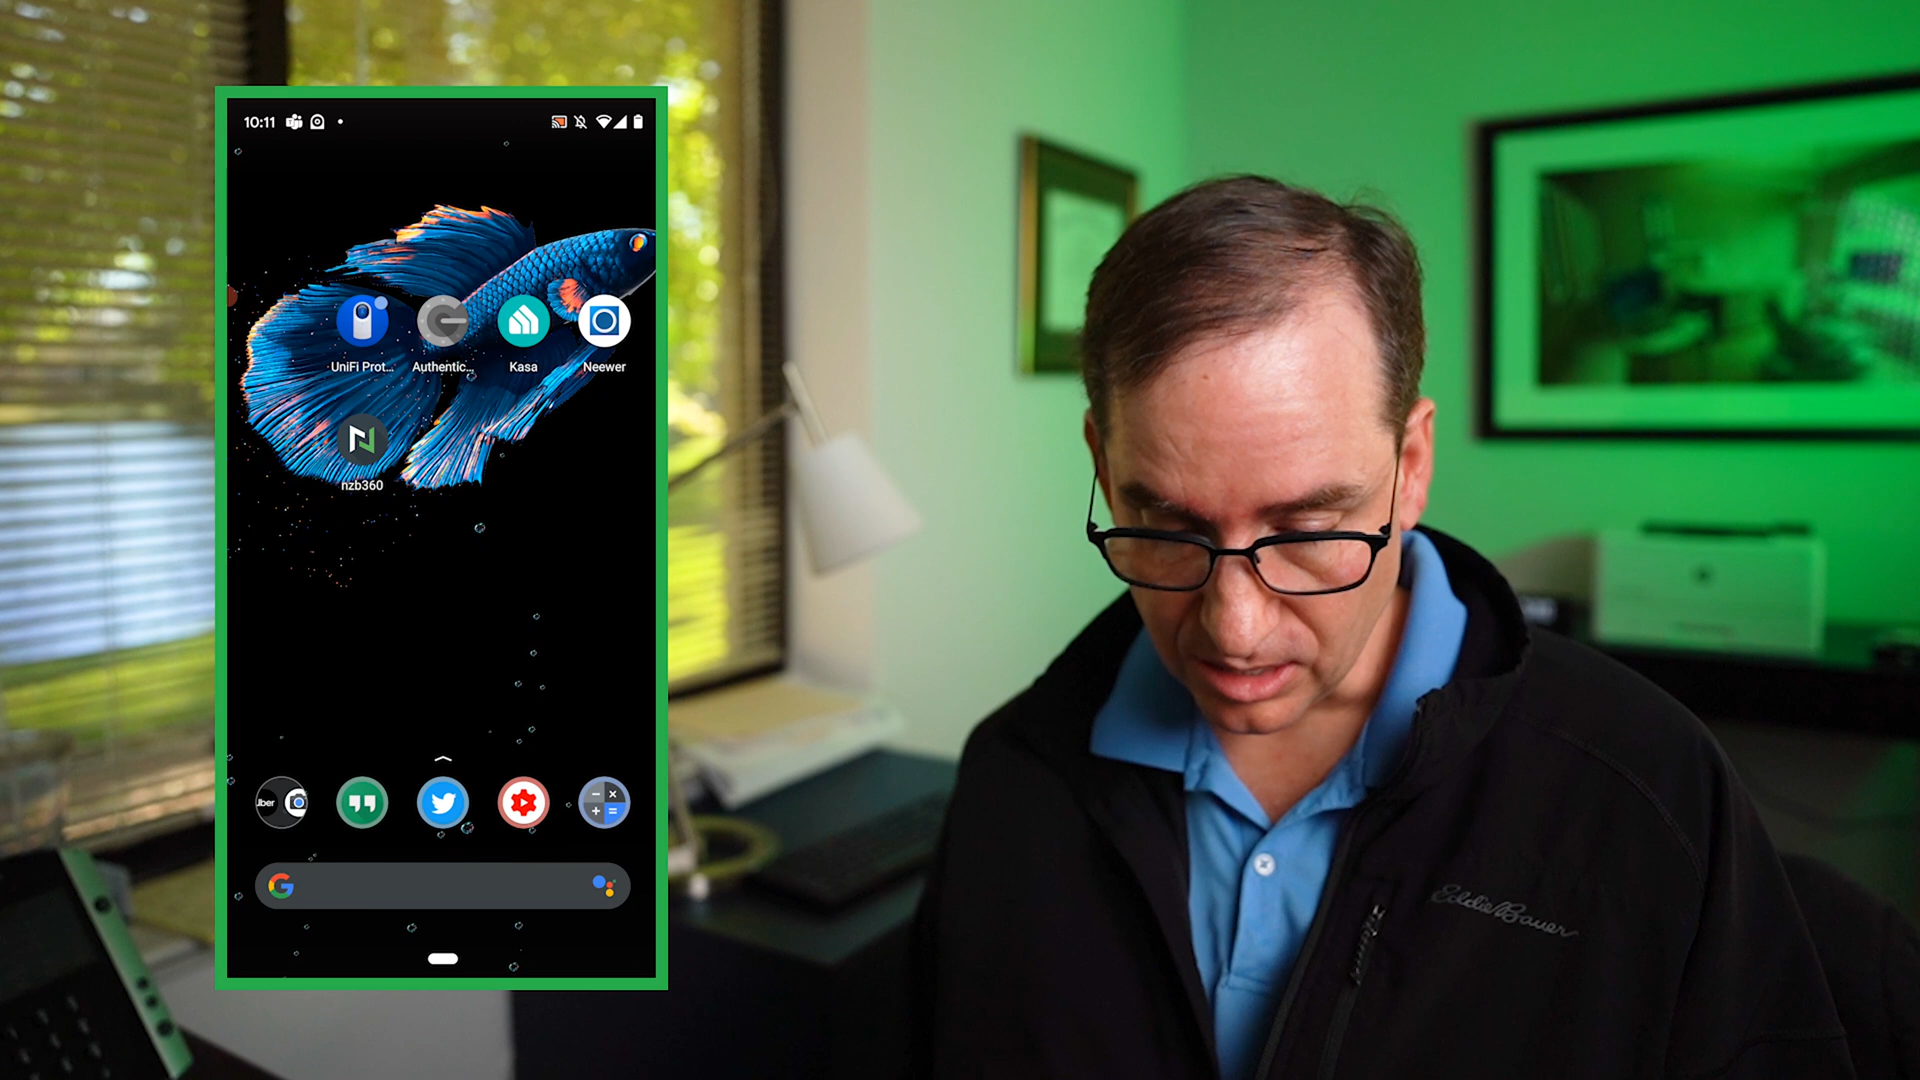 10:11
UniFi Prot...
Authentic...
Kasa
Neewer
nzb360
Uber
Eddie Bauer